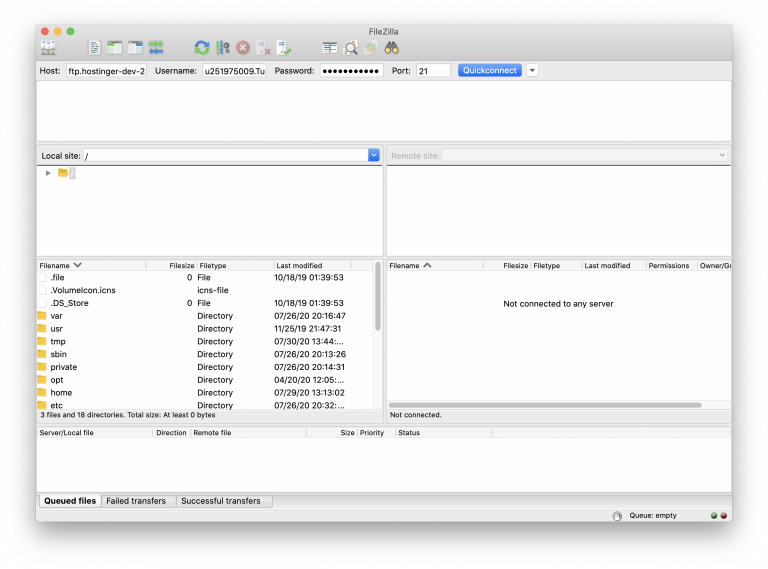 FileZilla
Host: ftp.hostinger-dev-2 Username: u251975009.Tu Password: ●●●●●●●●●●● Port: 21 Quickconnect
Local site: / Remote site:
/
Filename Filesize Filetype Last modified Filename Filesize Filetype Last modified Permissions Owner/Gr
.file 0 File 10/18/19 01:39:53
.VolumeIcon.icns icns-file
.DS_Store 0 File 10/18/19 01:39:53 Not connected to any server
var Directory 07/26/20 20:16:47
usr Directory 11/25/19 21:47:31
tmp Directory 07/30/20 13:44:...
sbin Directory 07/26/20 20:13:26
private Directory 07/26/20 20:14:31
opt Directory 04/20/20 12:05:...
home Directory 07/29/20 13:13:02
etc Directory 07/26/20 20:32:...
3 files and 18 directories. Total size: At least 0 bytes Not connected.
Server/Local file Direction Remote file Size Priority Status
Queued files Failed transfers Successful transfers
Queue: empty